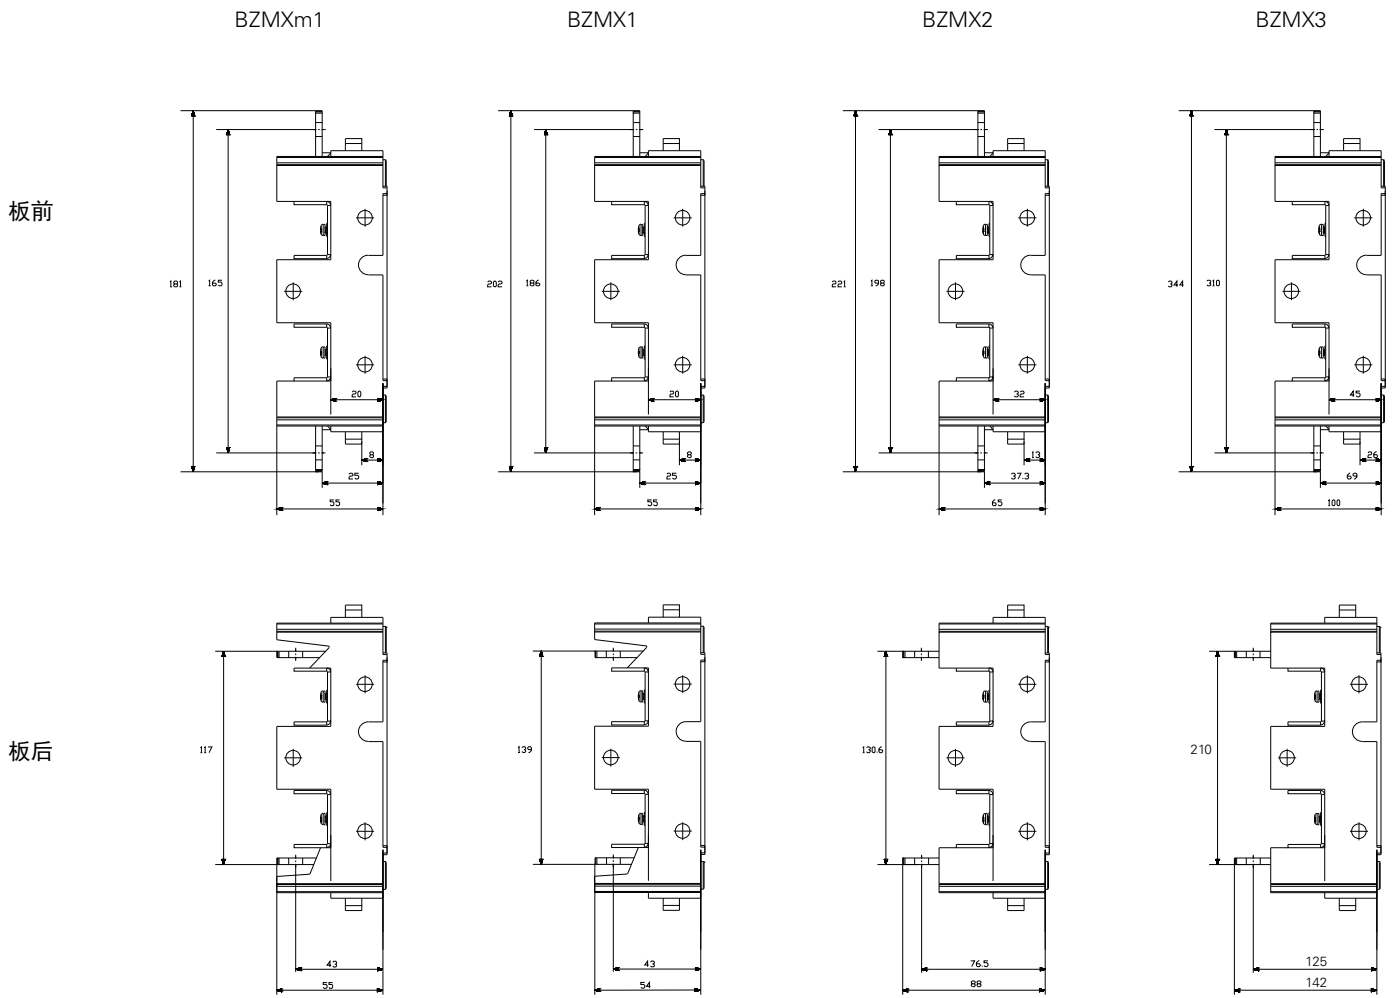 BZMXm1 BZMX1 BZMX2 BZMX3
板前
181 165 202 186 221 198 344 310
20 20 32 45
8 8 13 26
25 25 37.3 69
55 55 65 100
板后
117 139 130.6 210
43 43 76.5 125
55 54 88 142